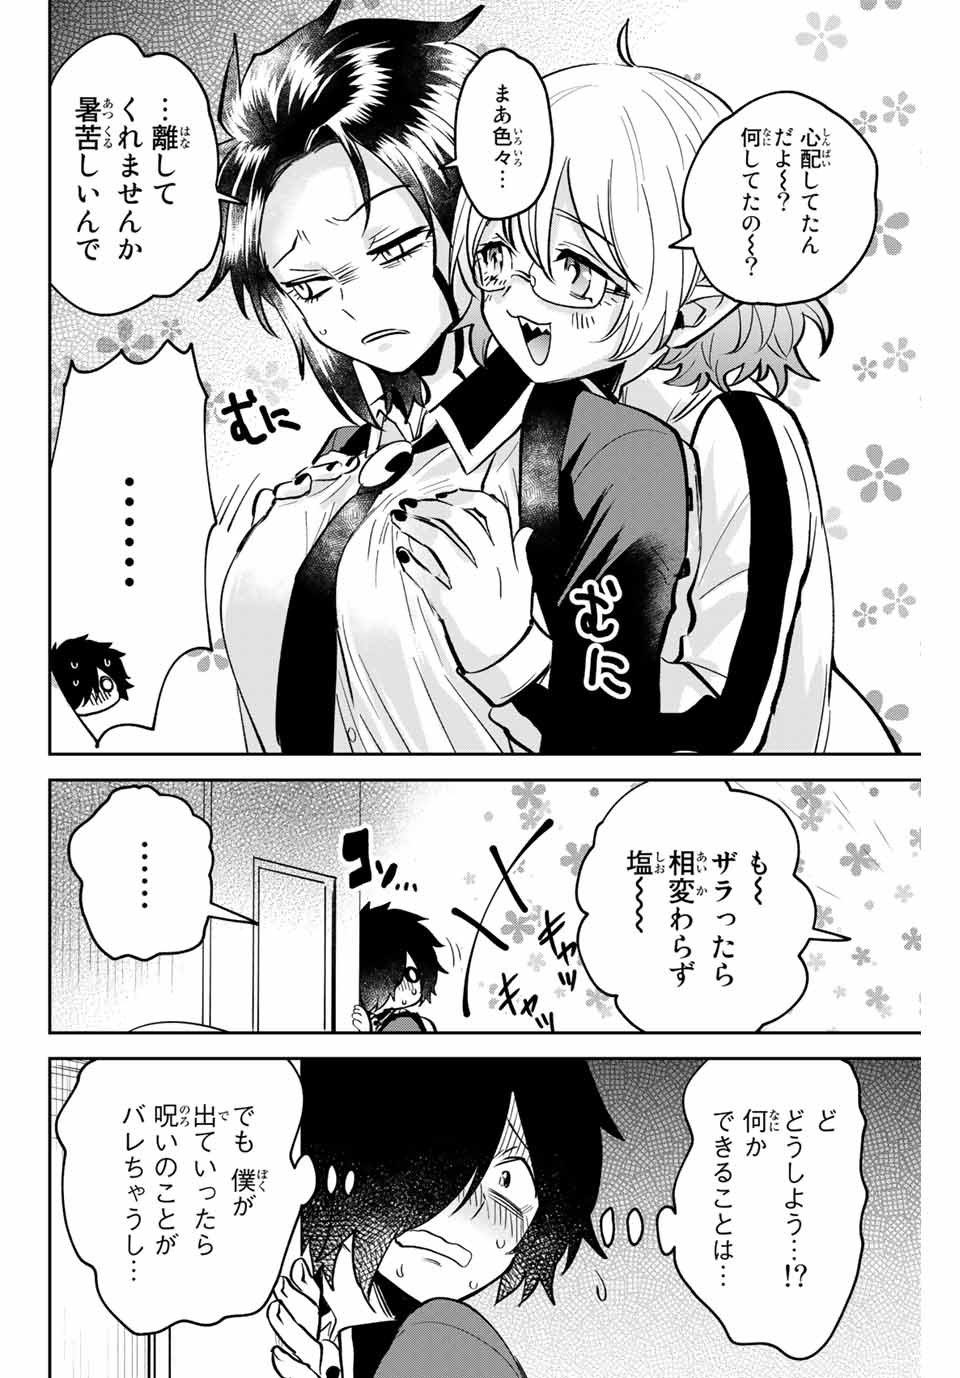 心配してたん
だよ〜?
何してたの〜?
まあ色々…
…離して
くれませんか
暑苦しいんで
むに
むに
……
も〜
ザラったら
相変わらず
塩〜
キャッ
キャッ
コソ…
……
ど
どうしよう…!?
何か
できることは…
でも 僕が
出ていったら
呪いのことが
バレちゃうし…